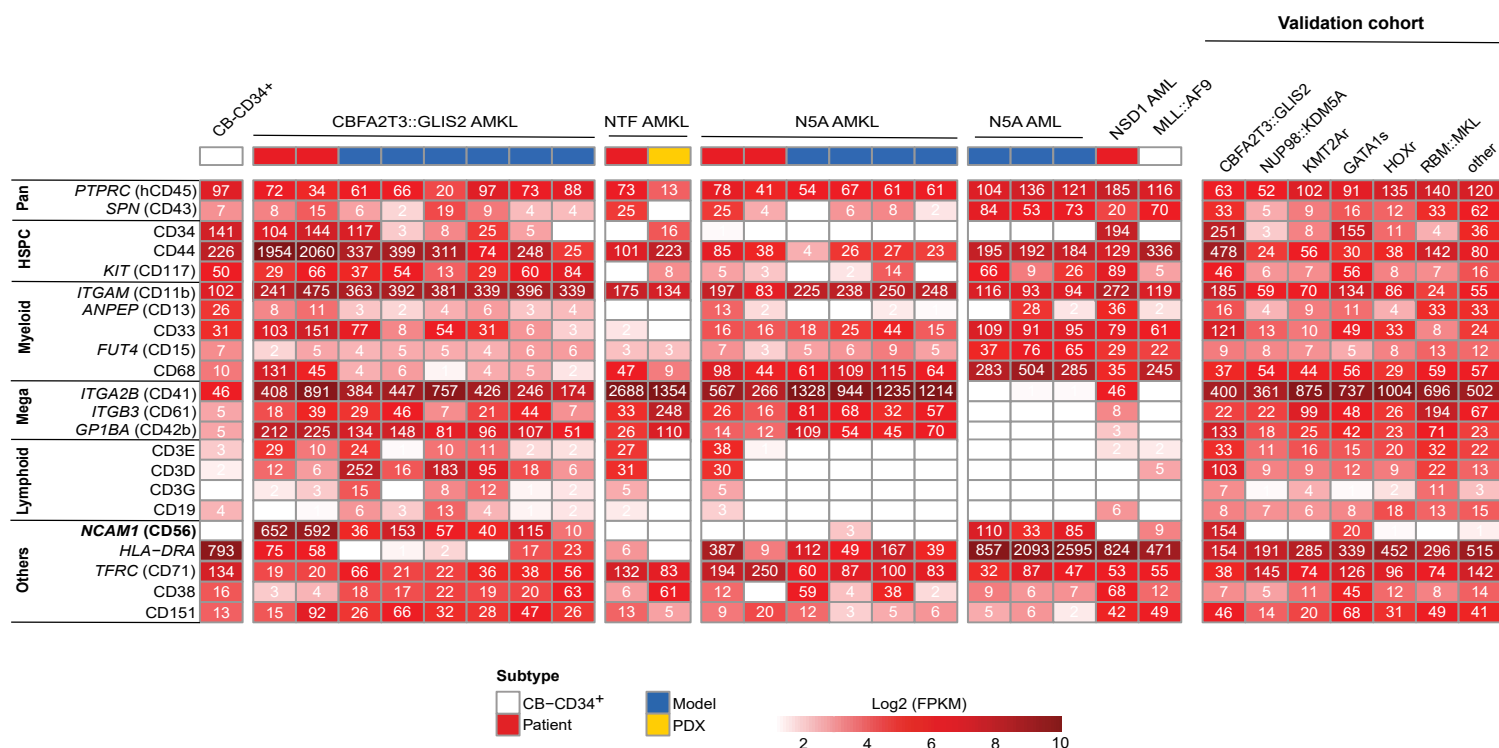 Validation cohort
CB-CD34+
CBFA2T3::GLIS2 AMKL
NTF AMKL
N5A AMKL
N5A AML
NSD1 AML
MLL::AF9
CBFA2T3::GLIS2
NUP98::KDM5A
KMT2Ar
GATA1s
HOXr
RBM::MKL
other
Pan
PTPRC (hCD45) 97 72 34 61 66 20 97 73 88 73 13 78 41 54 67 61 61 104 136 121 185 116 63 52 102 91 135 140 120
SPN (CD43) 7 8 15 6 2 19 9 4 4 25 25 4 6 8 2 84 53 73 20 70 33 5 9 16 12 33 62
HSPC
CD34 141 104 144 117 3 8 25 5 16 194 251 3 8 155 11 4 36
CD44 226 1954 2060 337 399 311 74 248 25 101 223 85 38 4 26 27 23 195 192 184 129 336 478 24 56 30 38 142 80
KIT (CD117) 50 29 66 37 54 13 29 60 84 8 5 3 2 14 66 9 26 89 5 46 6 7 56 8 7 16
Myeloid
ITGAM (CD11b) 102 241 475 363 392 381 339 396 339 175 134 197 83 225 238 250 248 116 93 94 272 119 185 59 70 134 86 24 55
ANPEP (CD13) 26 8 11 3 2 4 6 3 4 13 2 2 28 2 36 2 16 4 9 11 4 33 33
CD33 31 103 151 77 8 54 31 6 3 2 16 16 18 25 44 15 109 91 95 79 61 121 13 10 49 33 8 24
FUT4 (CD15) 7 2 5 4 5 5 4 6 6 3 3 7 3 5 6 9 5 37 76 65 29 22 9 8 7 5 8 13 12
CD68 10 131 45 4 6 1 4 5 2 47 9 98 44 61 109 115 64 283 504 285 35 245 37 54 44 56 29 59 57
Mega
ITGA2B (CD41) 46 408 891 384 447 757 426 246 174 2688 1354 567 266 1328 944 1235 1214 46 400 361 875 737 1004 696 502
ITGB3 (CD61) 5 18 39 29 46 7 21 44 7 33 248 26 16 81 68 32 57 8 22 22 99 48 26 194 67
GP1BA (CD42b) 5 212 225 134 148 81 96 107 51 26 110 14 12 109 54 45 70 3 133 18 25 42 23 71 23
Lymphoid
CD3E 3 29 10 24 10 11 2 2 27 38 1 2 2 33 11 16 15 20 32 22
CD3D 2 12 6 252 16 183 95 18 6 31 30 5 103 9 9 12 9 22 13
CD3G 2 3 15 8 12 1 2 5 5 7 4 1 2 11 3
CD19 4 1 1 6 3 13 4 1 2 2 3 6 8 7 6 8 18 13 15
Others
NCAM1 (CD56) 652 592 36 153 57 40 115 10 3 110 33 85 9 154 20 1
HLA−DRA 793 75 58 1 2 17 23 6 387 9 112 49 167 39 857 2093 2595 824 471 154 191 285 339 452 296 515
TFRC (CD71) 134 19 20 66 21 22 36 38 56 132 83 194 250 60 87 100 83 32 87 47 53 55 38 145 74 126 96 74 142
CD38 16 3 4 18 17 22 19 20 63 6 61 12 59 4 38 2 9 6 7 68 12 7 5 11 45 12 8 14
CD151 13 15 92 26 66 32 28 47 26 13 5 9 20 12 3 5 6 5 6 2 42 49 46 14 20 68 31 49 41
Subtype
CB−CD34+
Patient
Model
PDX
Log2 (FPKM)
2 4 6 8 10